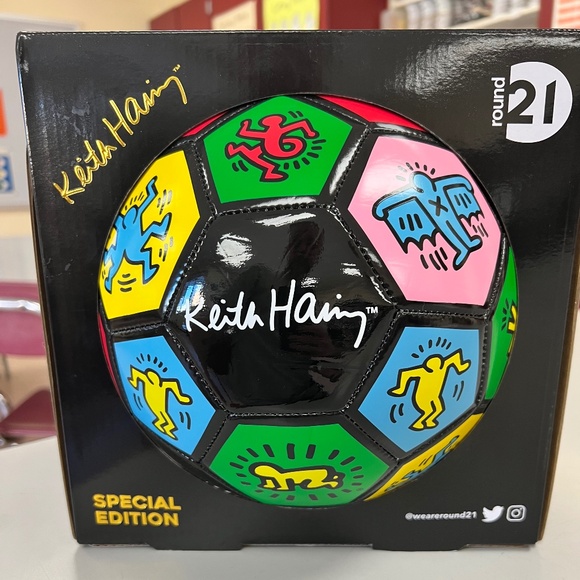 Keith Haring™
round
21
Keith Haring™
SPECIAL
EDITION
@weareround21